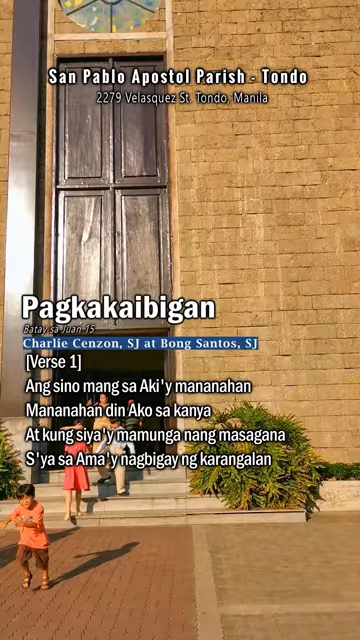 San Pablo Apostol Parish - Tondo
2279 Velasquez St. Tondo, Manila
Pagkakaibigan
Batay sa Juan 15
Charlie Cenzon, SJ at Bong Santos, SJ
[Verse 1]
Ang sino mang sa Aki'y mananahan
Mananahan din Ako sa kanya
At kung siya'y mamunga nang masagana
S'ya sa Ama'y nagbigay ng karangalan